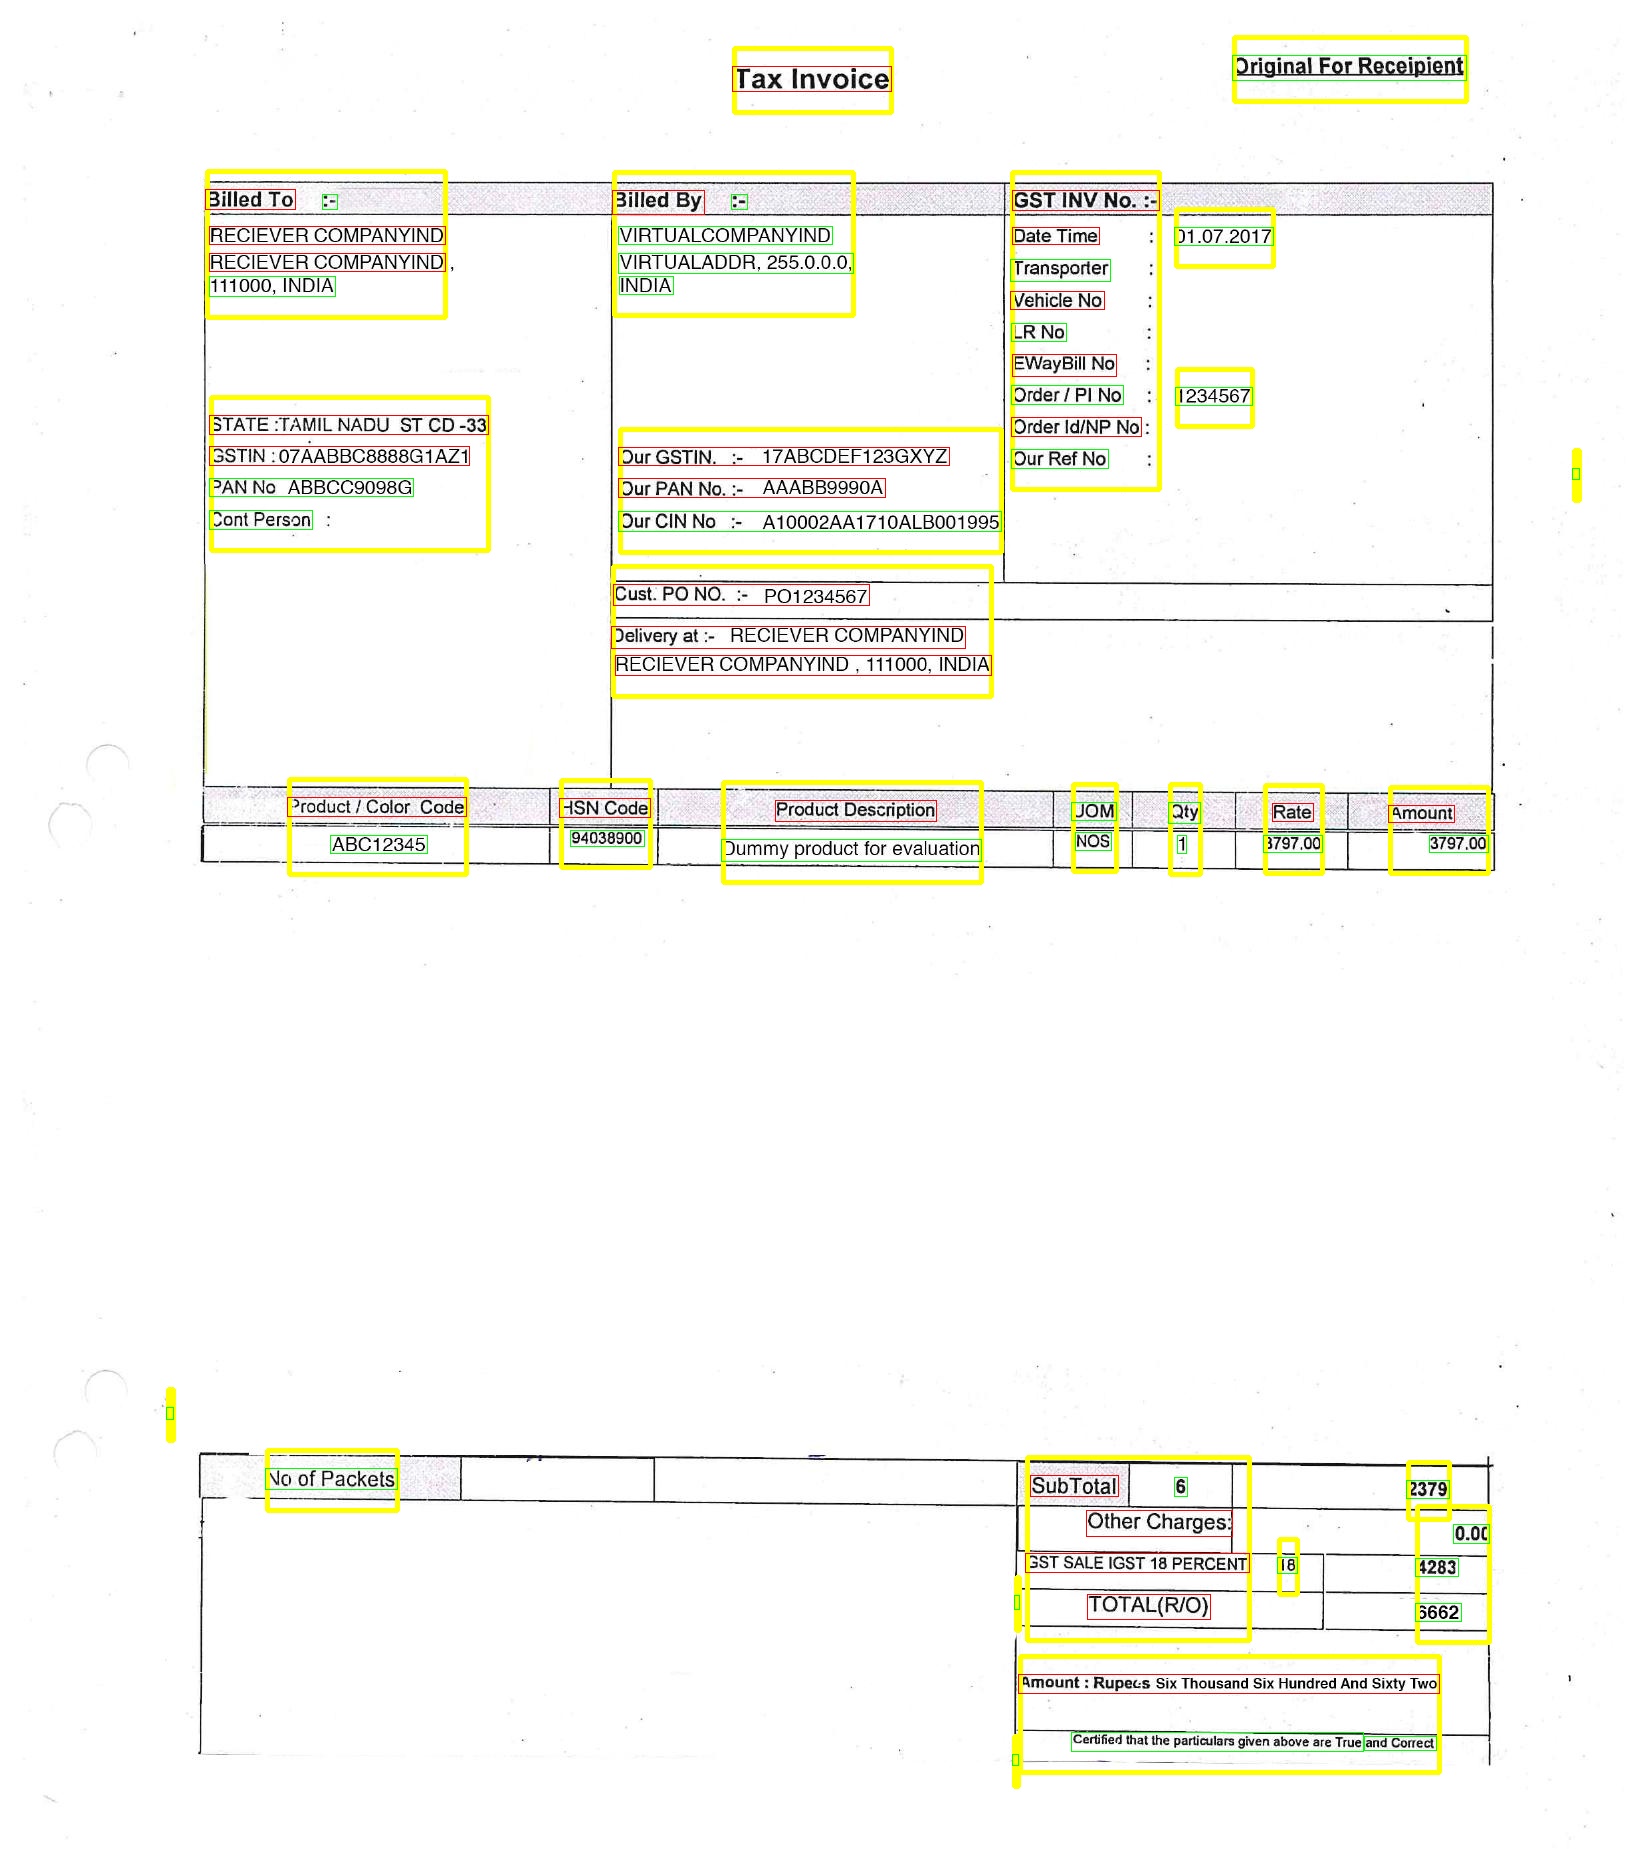 Tax Invoice
Original For Receipient
Billed To :-
RECIEVER COMPANYIND
RECIEVER COMPANYIND ,
111000, INDIA
STATE :TAMIL NADU ST CD -33
GSTIN : 07AABBC8888G1AZ1
PAN No ABBCC9098G
Cont Person :
Billed By :-
VIRTUALCOMPANYIND
VIRTUALADDR, 255.0.0.0,
INDIA
Our GSTIN. :- 17ABCDEF123GXYZ
Our PAN No. :- AAABB9990A
Our CIN No :- A10002AA1710ALB001995
GST INV No. :-
Date Time : 01.07.2017
Transporter :
Vehicle No :
LR No :
EWayBill No :
Order / PI No : 1234567
Order Id/NP No :
Our Ref No :
Cust. PO NO. :- PO1234567
Delivery at :- RECIEVER COMPANYIND
RECIEVER COMPANYIND , 111000, INDIA
Product / Color Code HSN Code Product Description UOM Qty Rate Amount
ABC12345 94038900 Dummy product for evaluation NOS 1 3797.00 3797.00
No of Packets
SubTotal 6 2379
Other Charges: 0.00
GST SALE IGST 18 PERCENT 18 4283
TOTAL(R/O) 6662
Amount : Rupees Six Thousand Six Hundred And Sixty Two
Certified that the particulars given above are True and Correct